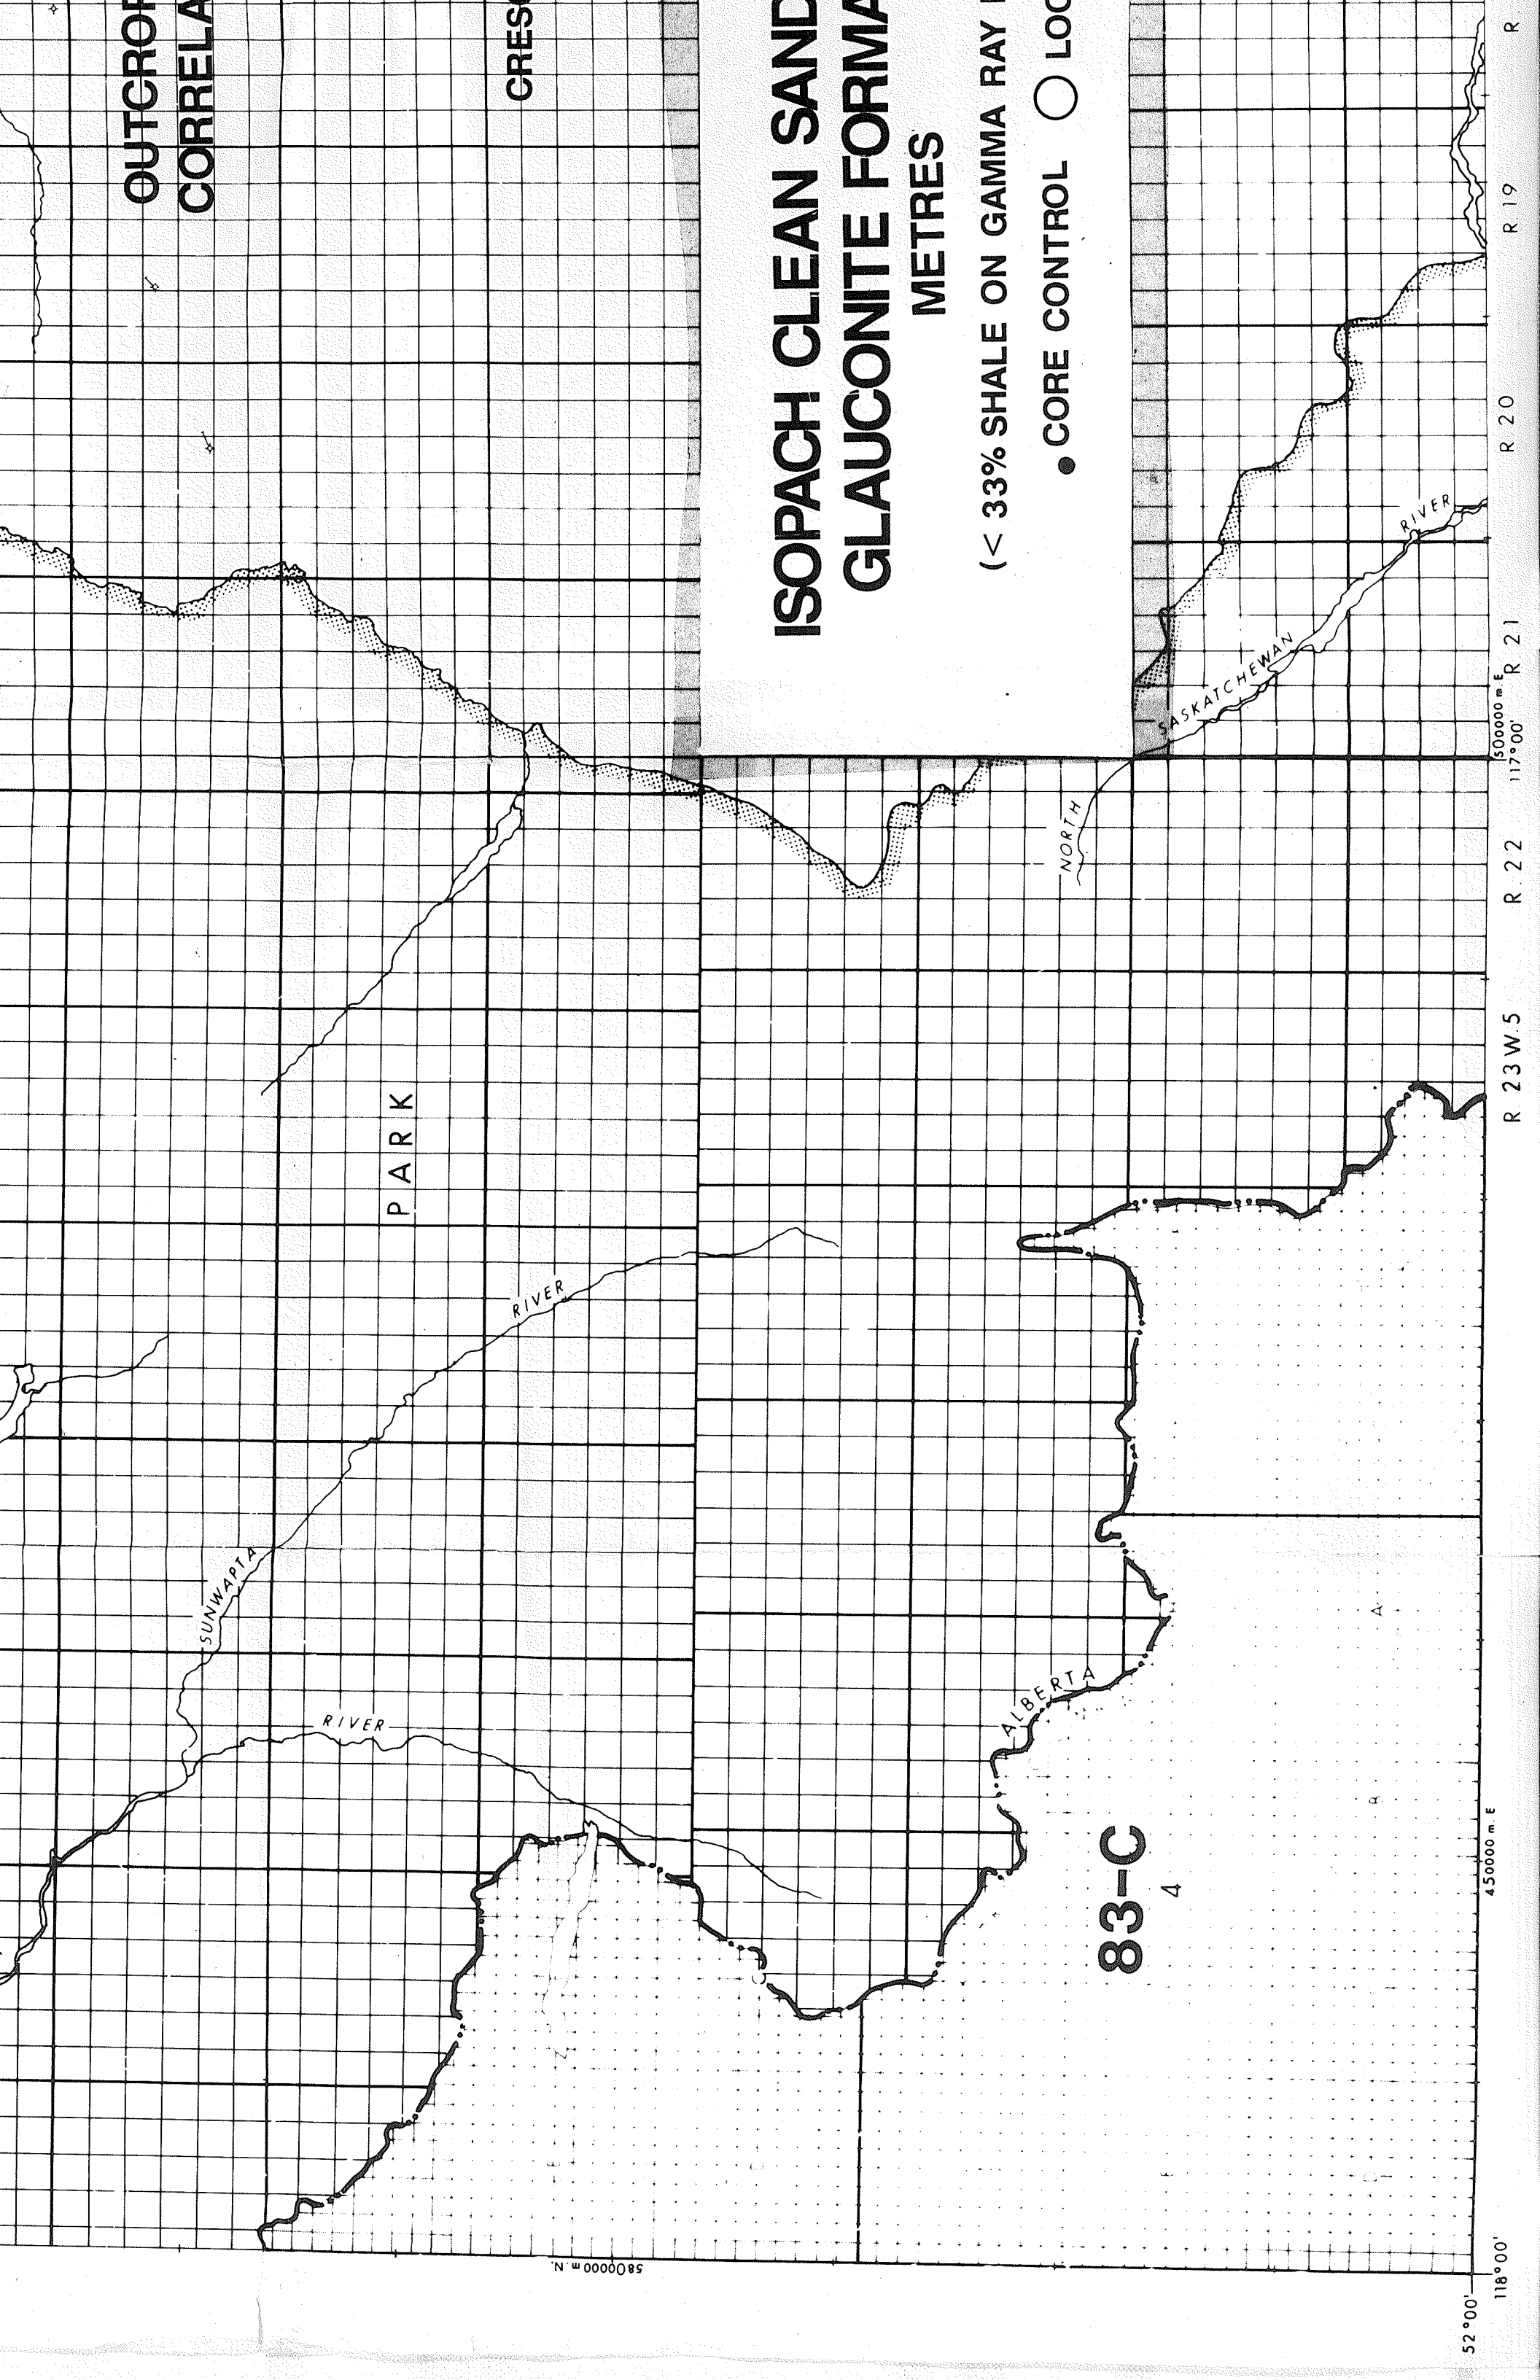 OUTCROP
CORRELA
CRESC
ISOPACH CLEAN SAND
GLAUCONITE FORMA
METRES
(< 33% SHALE ON GAMMA RAY
● CORE CONTROL ○ LOC
PARK
RIVER
SUNWAPTA
RIVER
NORTH
SASKATCHEWAN
RIVER
ALBERTA
83-C
4
A
B
5800000 m. N.
52°00'
118°00'
450000 m. E
R. 23 W. 5
R. 22
117°00'
500000 m. E
R 21
R 20
R 19
R